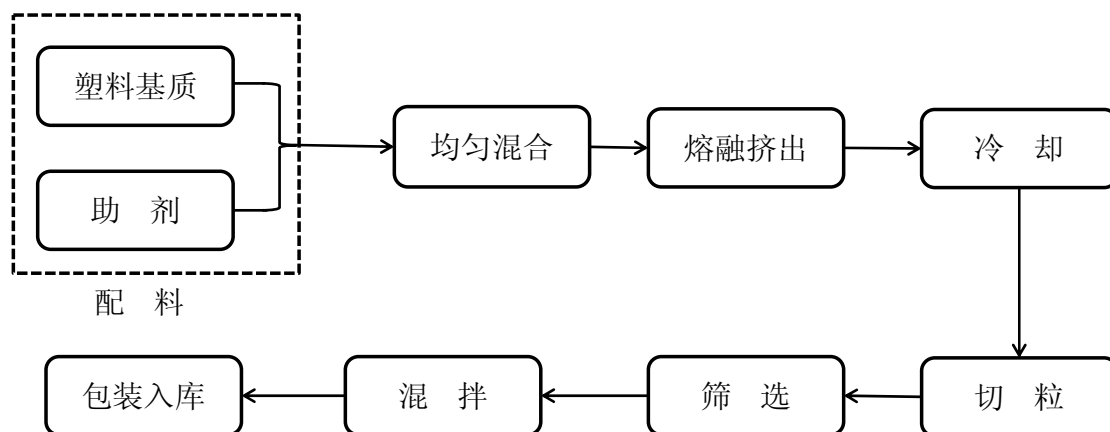 塑料基质
助 剂
配 料
均匀混合
熔融挤出
冷 却
切 粒
筛 选
混 拌
包装入库